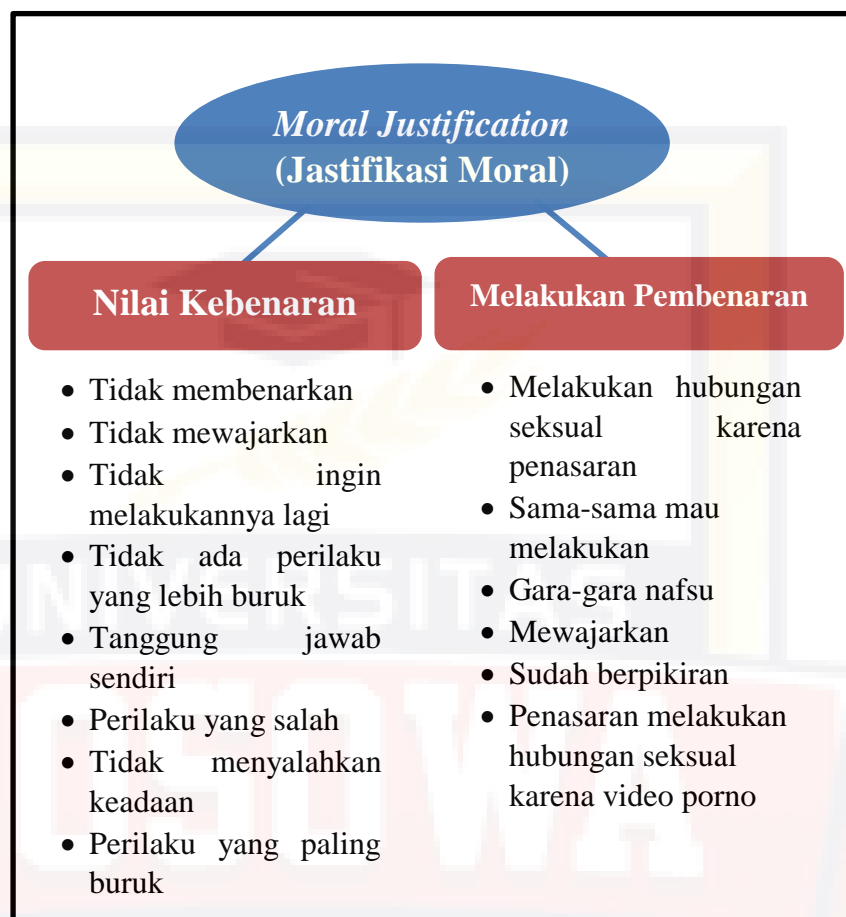 Moral Justification
(Jastifikasi Moral)
Nilai Kebenaran
• Tidak membenarkan
• Tidak mewajarkan
• Tidak ingin
melakukannya lagi
• Tidak ada perilaku
yang lebih buruk
• Tanggung jawab
sendiri
• Perilaku yang salah
• Tidak menyalahkan
keadaan
• Perilaku yang paling
buruk
Melakukan Pembenaran
• Melakukan hubungan
seksual karena
penasaran
• Sama-sama mau
melakukan
• Gara-gara nafsu
• Mewajarkan
• Sudah berpikiran
• Penasaran melakukan
hubungan seksual
karena video porno
UNIVERSITAS
BOSOWA